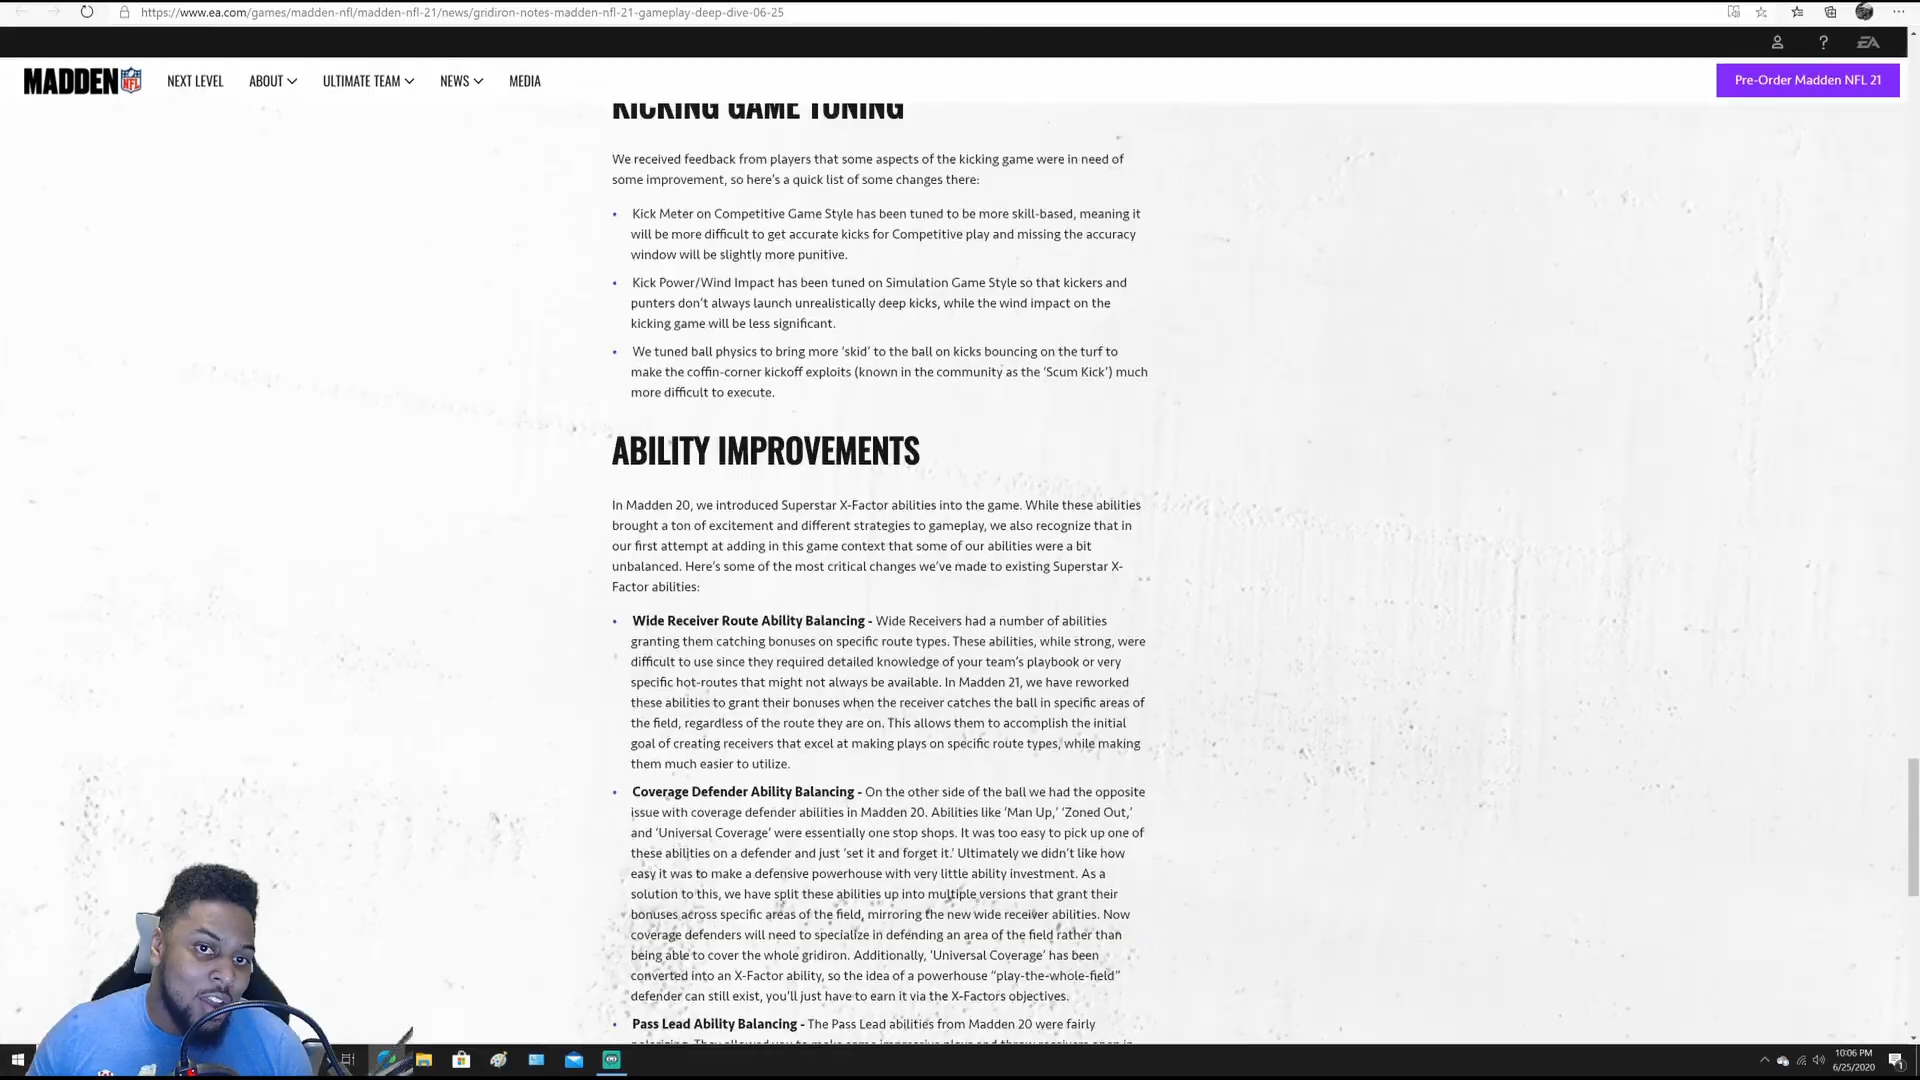 https://www.ea.com/games/madden-nfl/madden-nfl-21/news/gridiron-notes-madden-nfl-21-gameplay-deep-dive-06-25
EA
MADDEN NFL NEXT LEVEL ABOUT ULTIMATE TEAM NEWS MEDIA Pre-Order Madden NFL 21
KICKING GAME TUNING
We received feedback from players that some aspects of the kicking game were in need of
some improvement, so here's a quick list of some changes there:
• Kick Meter on Competitive Game Style has been tuned to be more skill-based, meaning it
will be more difficult to get accurate kicks for Competitive play and missing the accuracy
window will be slightly more punitive.
• Kick Power/Wind Impact has been tuned on Simulation Game Style so that kickers and
punters don't always launch unrealistically deep kicks, while the wind impact on the
kicking game will be less significant.
• We tuned ball physics to bring more 'skid' to the ball on kicks bouncing on the turf to
make the coffin-corner kickoff exploits (known in the community as the 'Scum Kick') much
more difficult to execute.
ABILITY IMPROVEMENTS
In Madden 20, we introduced Superstar X-Factor abilities into the game. While these abilities
brought a ton of excitement and different strategies to gameplay, we also recognize that in
our first attempt at adding in this game context that some of our abilities were a bit
unbalanced. Here's some of the most critical changes we've made to existing Superstar X-
Factor abilities:
• Wide Receiver Route Ability Balancing - Wide Receivers had a number of abilities
granting them catching bonuses on specific route types. These abilities, while strong, were
difficult to use since they required detailed knowledge of your team's playbook or very
specific hot-routes that might not always be available. In Madden 21, we have reworked
these abilities to grant their bonuses when the receiver catches the ball in specific areas of
the field, regardless of the route they are on. This allows them to accomplish the initial
goal of creating receivers that excel at making plays on specific route types, while making
them much easier to utilize.
• Coverage Defender Ability Balancing - On the other side of the ball we had the opposite
issue with coverage defender abilities in Madden 20. Abilities like 'Man Up,' 'Zoned Out,'
and 'Universal Coverage' were essentially one stop shops. It was too easy to pick up one of
these abilities on a defender and just 'set it and forget it.' Ultimately we didn't like how
easy it was to make a defensive powerhouse with very little ability investment. As a
solution to this, we have split these abilities up into multiple versions that grant their
bonuses across specific areas of the field, mirroring the new wide receiver abilities. Now
coverage defenders will need to specialize in defending an area of the field rather than
being able to cover the whole gridiron. Additionally, 'Universal Coverage' has been
converted into an X-Factor ability, so the idea of a powerhouse "play-the-whole-field"
defender can still exist, you'll just have to earn it via the X-Factors objectives.
• Pass Lead Ability Balancing - The Pass Lead abilities from Madden 20 were fairly
10:06 PM
6/25/2020